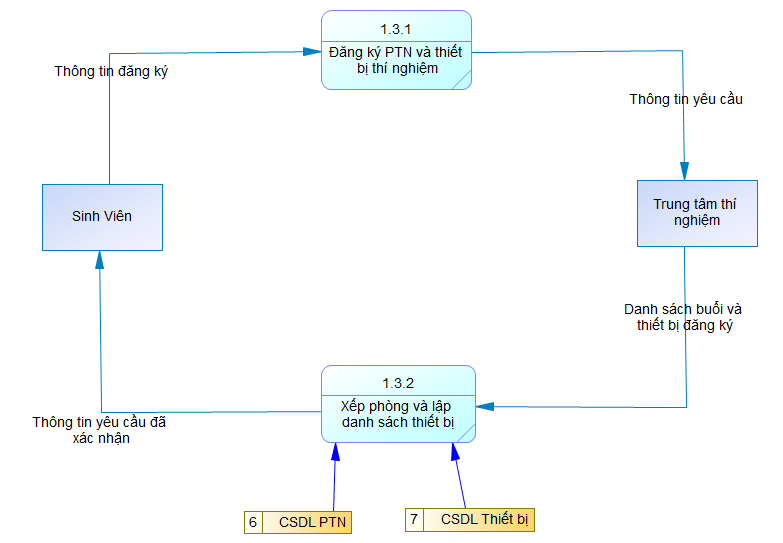 1.3.1
Đăng ký PTN và thiết
bị thí nghiệm
Thông tin đăng ký
Thông tin yêu cầu
Sinh Viên
Trung tâm thí
nghiệm
Danh sách buổi và
thiết bị đăng ký
1.3.2
Xếp phòng và lập
danh sách thiết bị
Thông tin yêu cầu đã
xác nhận
6 CSDL PTN
7 CSDL Thiết bị